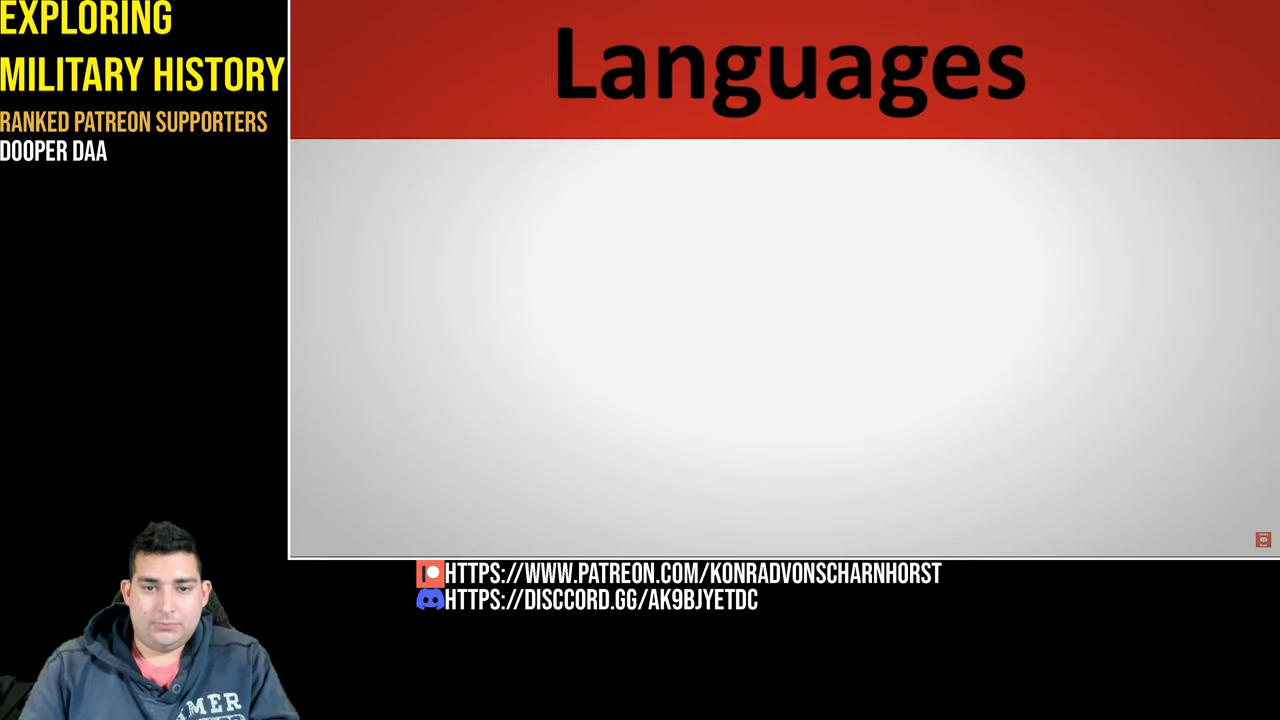 EXPLORING
MILITARY HISTORY
RANKED PATREON SUPPORTERS
DOOPER DAA
Languages
HTTPS://WWW.PATREON.COM/KONRADVONSCHARNHORST
HTTPS://DISCCORD.GG/AK9BJYETDC